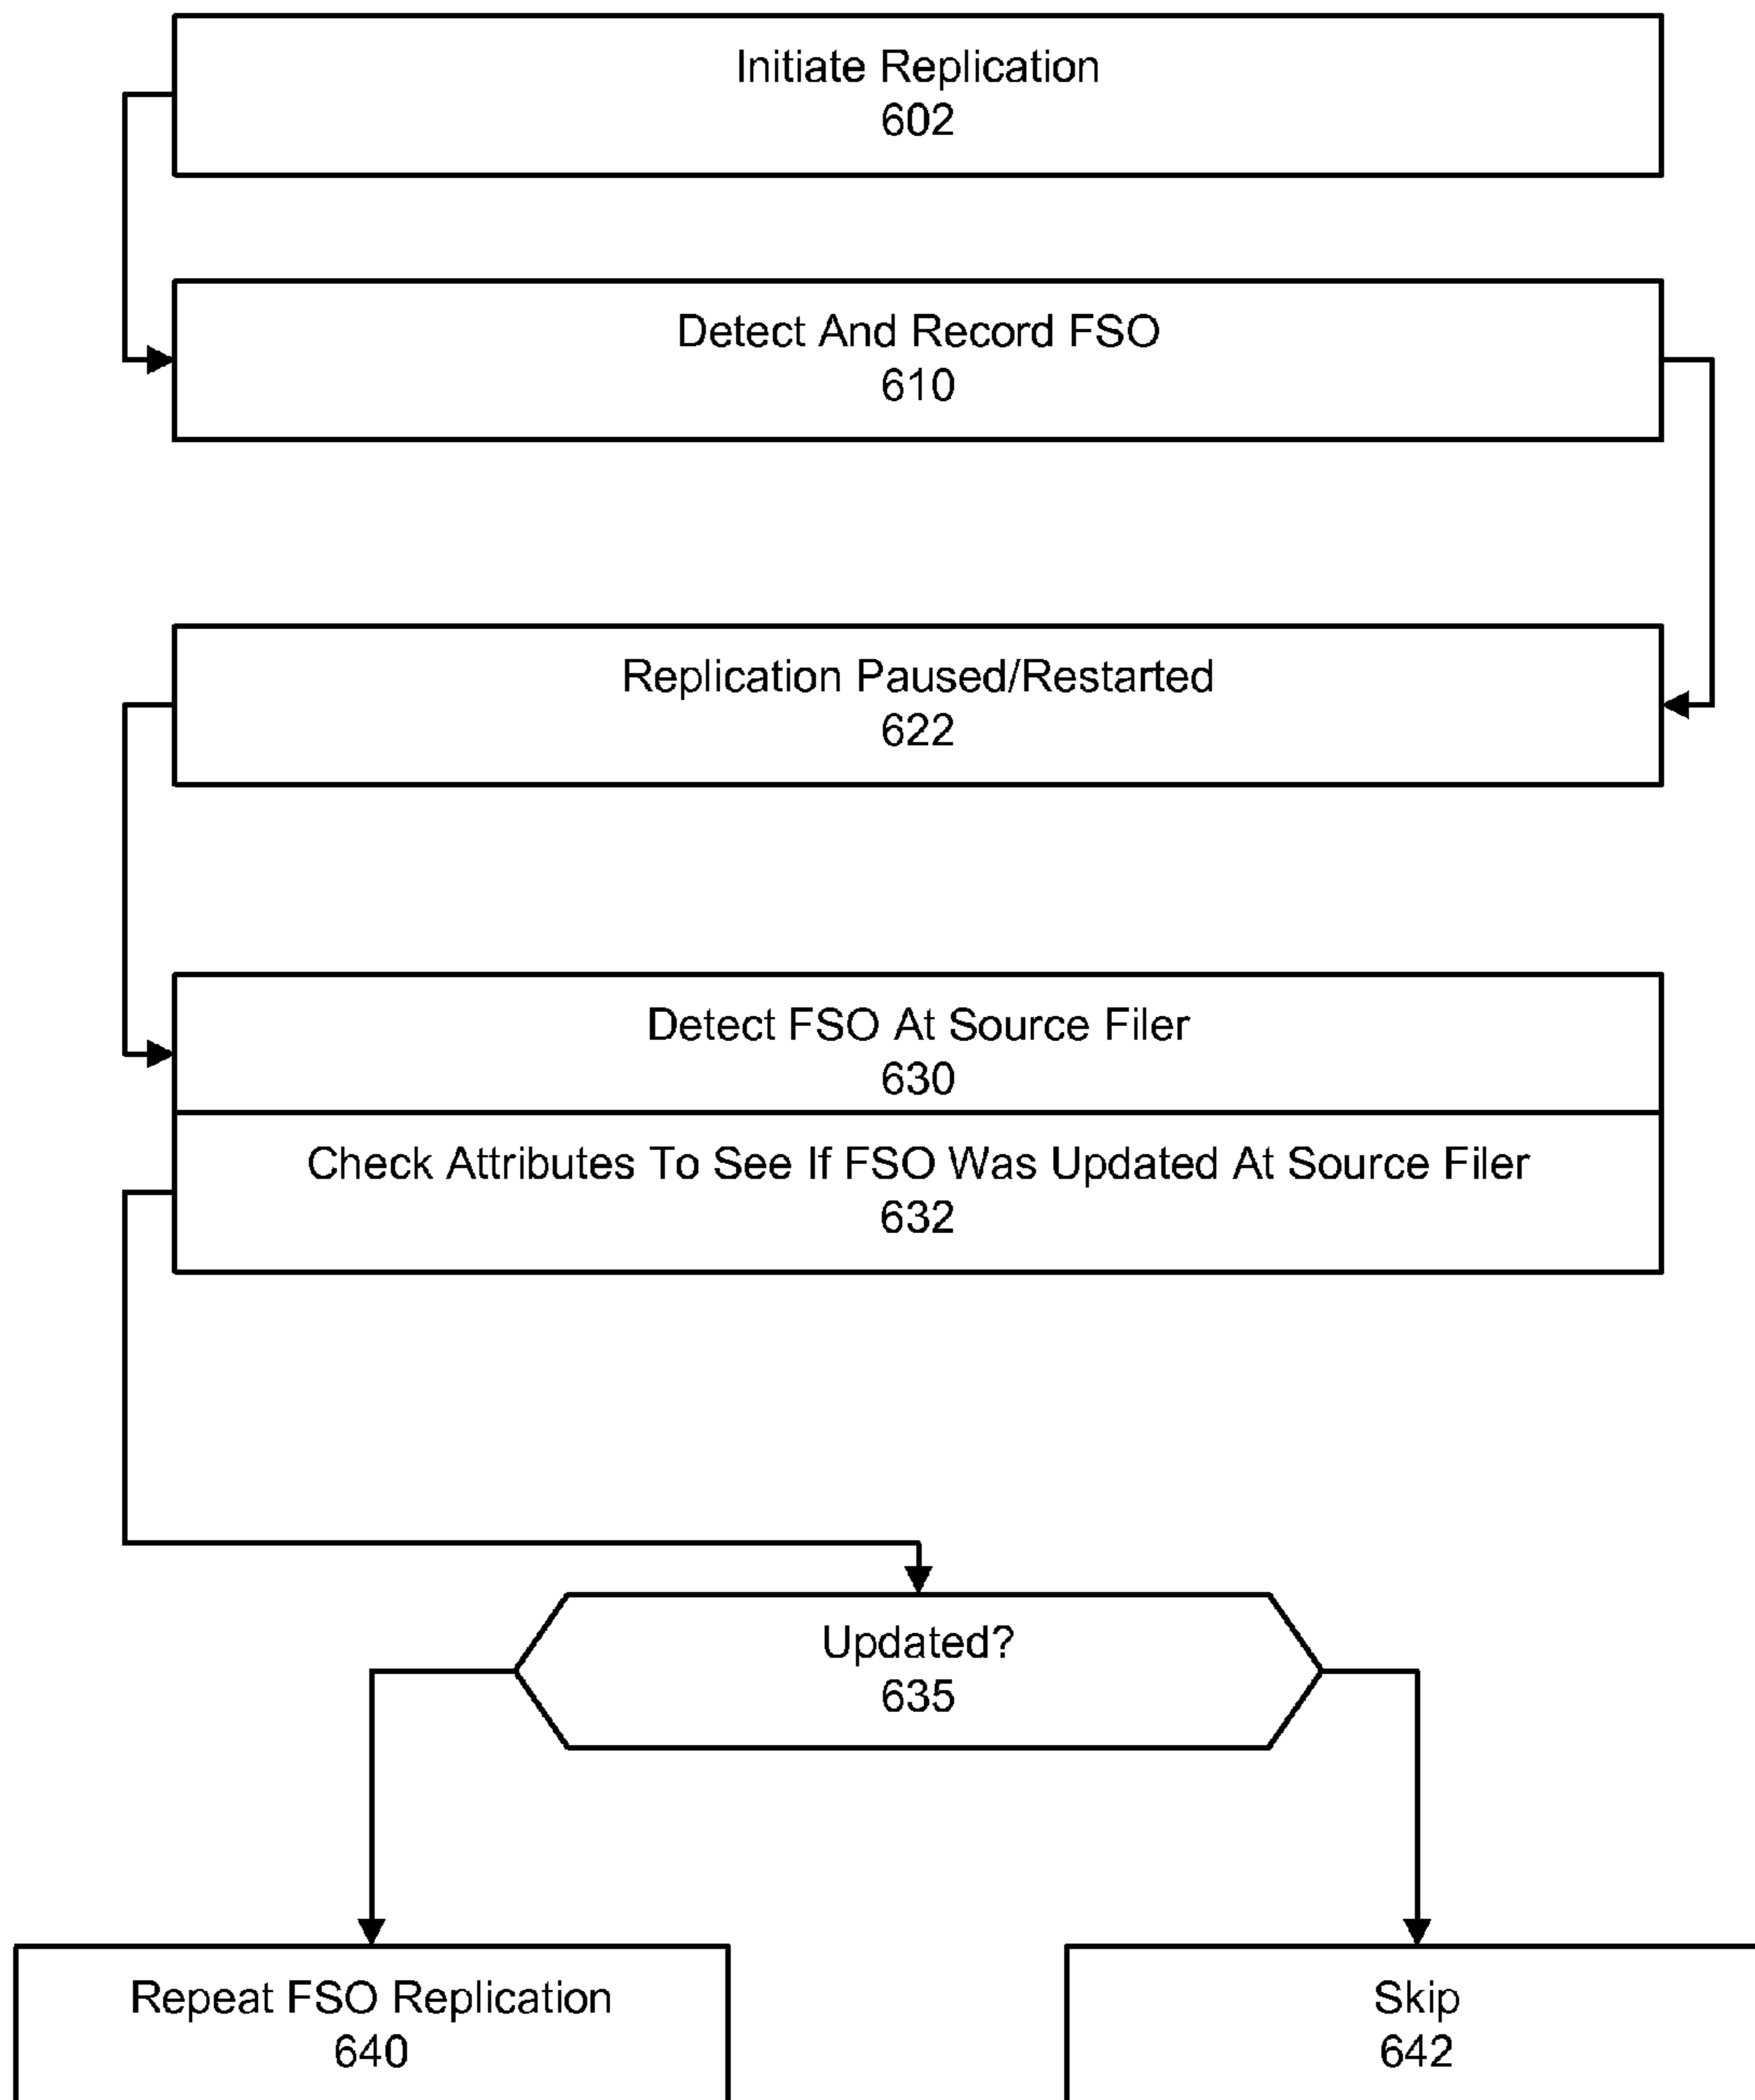 Initiate Replication
602
Detect And Record FSO
610
Replication Paused/Restarted
622
Detect FSO At Source Filer
630
Check Attributes To See If FSO Was Updated At Source Filer
632
Updated?
635
Repeat FSO Replication
640
Skip
642